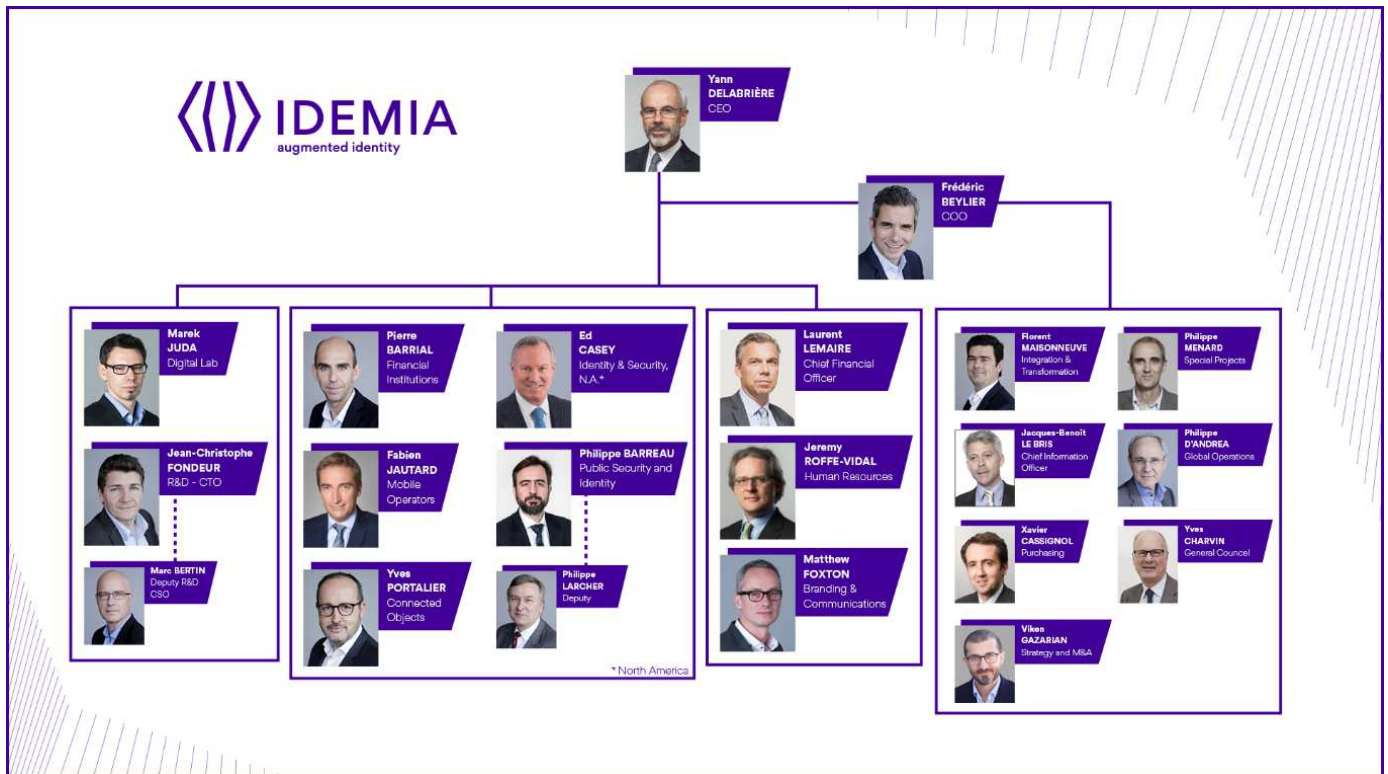 IDEMIA
augmented identity
Yann
DELABRIÈRE
CEO
Frédéric
BEYLIER
COO
Marek
JUDA
Digital Lab
Jean-Christophe
FONDEUR
R&D - CTO
Marc BERTIN
Deputy R&D
CSO
Pierre
BARRIAL
Financial
Institutions
Ed
CASEY
Identity & Security,
N.A.*
Fabien
JAUTARD
Mobile
Operators
Philippe BARREAU
Public Security and
Identity
Yves
PORTALIER
Connected
Objects
Philippe
LARCHER
Deputy
* North America
Laurent
LEMAIRE
Chief Financial
Officer
Jeremy
ROFFE-VIDAL
Human Resources
Matthew
FOXTON
Branding &
Communications
Florent
MAISONNEUVE
Integration &
Transformation
Philippe
MENARD
Special Projects
Jacques-Benoît
LE BRIS
Chief Information
Officer
Philippe
D'ANDREA
Global Operations
Xavier
CASSIGNOL
Purchasing
Yves
CHARVIN
General Councel
Viken
GAZARIAN
Strategy and M&A